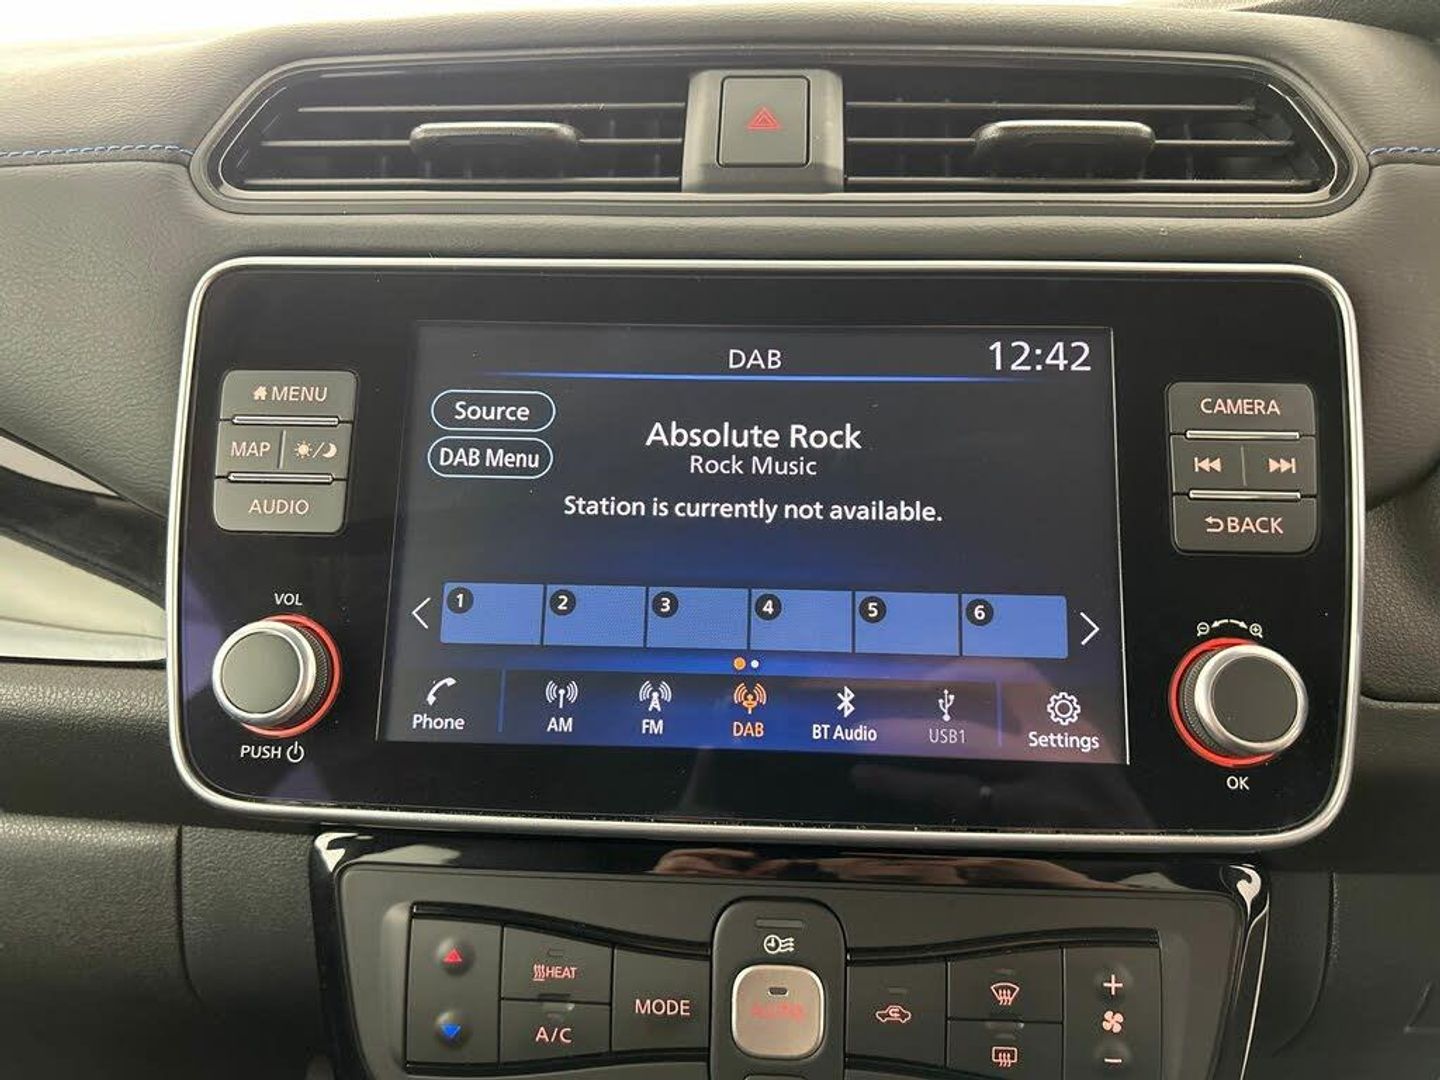 DAB
12:42
MENU
MAP
AUDIO
Source
DAB Menu
Absolute Rock
Rock Music
Station is currently not available.
CAMERA
BACK
VOL
PUSH
1 2 3 4 5 6
Phone
AM
FM
DAB
BT Audio
USB1
Settings
OK
HEAT
A/C
MODE
AUTO